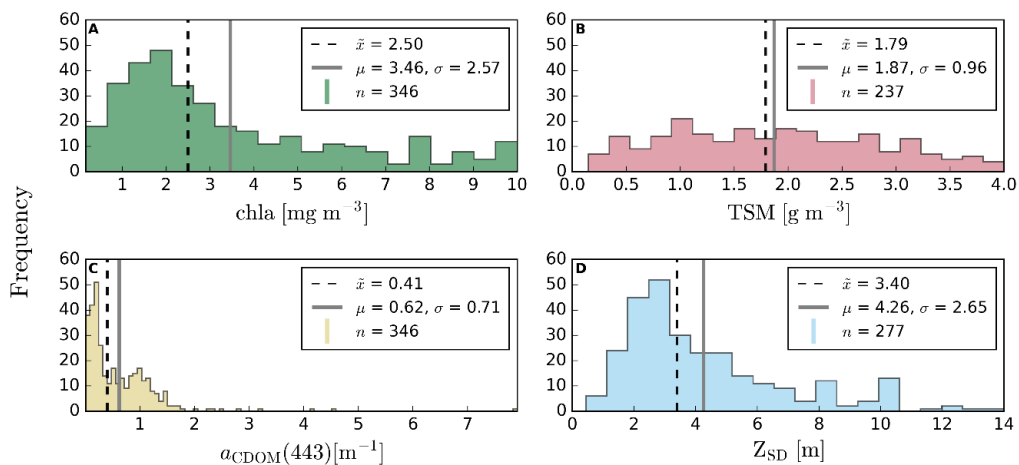 A
60
50
40
30
20
10
0
x̃ = 2.50
μ = 3.46, σ = 2.57
n = 346
1 2 3 4 5 6 7 8 9 10
chla [mg m⁻³]
B
60
50
40
30
20
10
0
x̃ = 1.79
μ = 1.87, σ = 0.96
n = 237
0.0 0.5 1.0 1.5 2.0 2.5 3.0 3.5 4.0
TSM [g m⁻³]
Frequency
C
60
50
40
30
20
10
0
x̃ = 0.41
μ = 0.62, σ = 0.71
n = 346
1 2 3 4 5 6 7
a_CDOM(443)[m⁻¹]
D
60
50
40
30
20
10
0
x̃ = 3.40
μ = 4.26, σ = 2.65
n = 277
0 2 4 6 8 10 12 14
Z_SD [m]